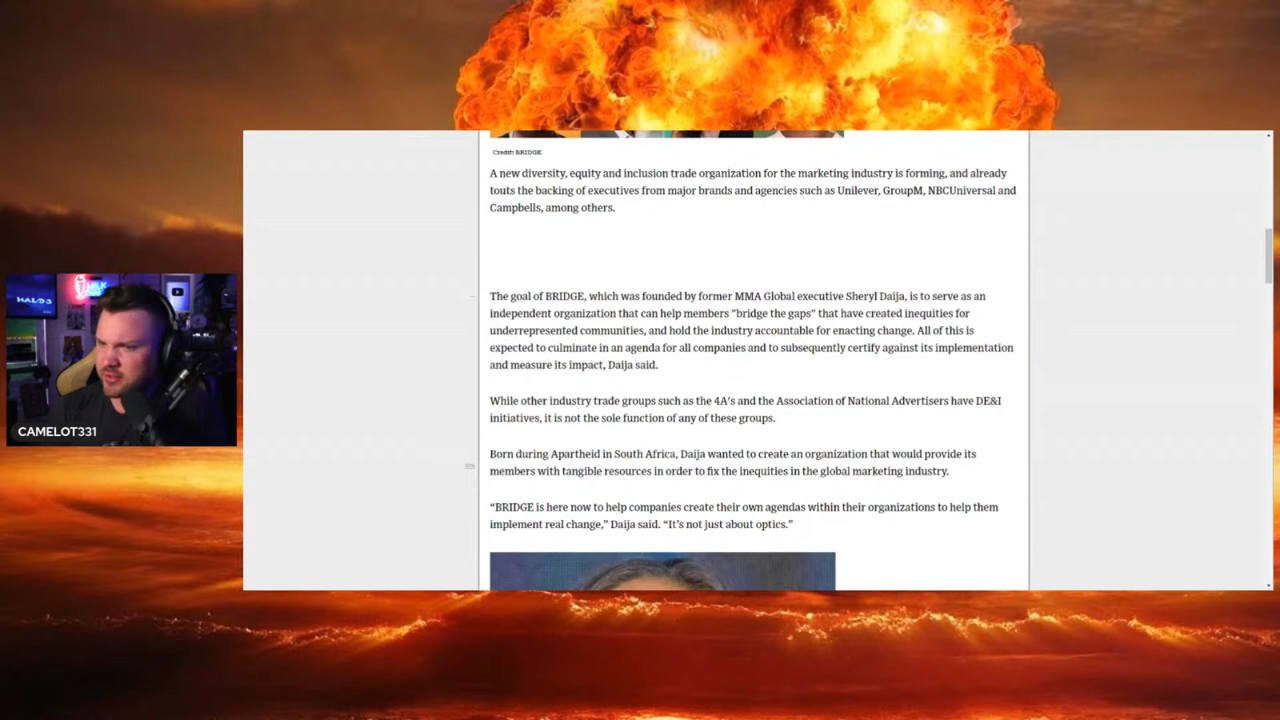 Credit: BRIDGE
A new diversity, equity and inclusion trade organization for the marketing industry is forming, and already
touts the backing of executives from major brands and agencies such as Unilever, GroupM, NBCUniversal and
Campbells, among others.
The goal of BRIDGE, which was founded by former MMA Global executive Sheryl Daija, is to serve as an
independent organization that can help members "bridge the gaps" that have created inequities for
underrepresented communities, and hold the industry accountable for enacting change. All of this is
expected to culminate in an agenda for all companies and to subsequently certify against its implementation
and measure its impact, Daija said.
HALO 3
CAMELOT331
While other industry trade groups such as the 4A's and the Association of National Advertisers have DE&I
initiatives, it is not the sole function of any of these groups.
Born during Apartheid in South Africa, Daija wanted to create an organization that would provide its
members with tangible resources in order to fix the inequities in the global marketing industry.
“BRIDGE is here now to help companies create their own agendas within their organizations to help them
implement real change,” Daija said. “It’s not just about optics.”